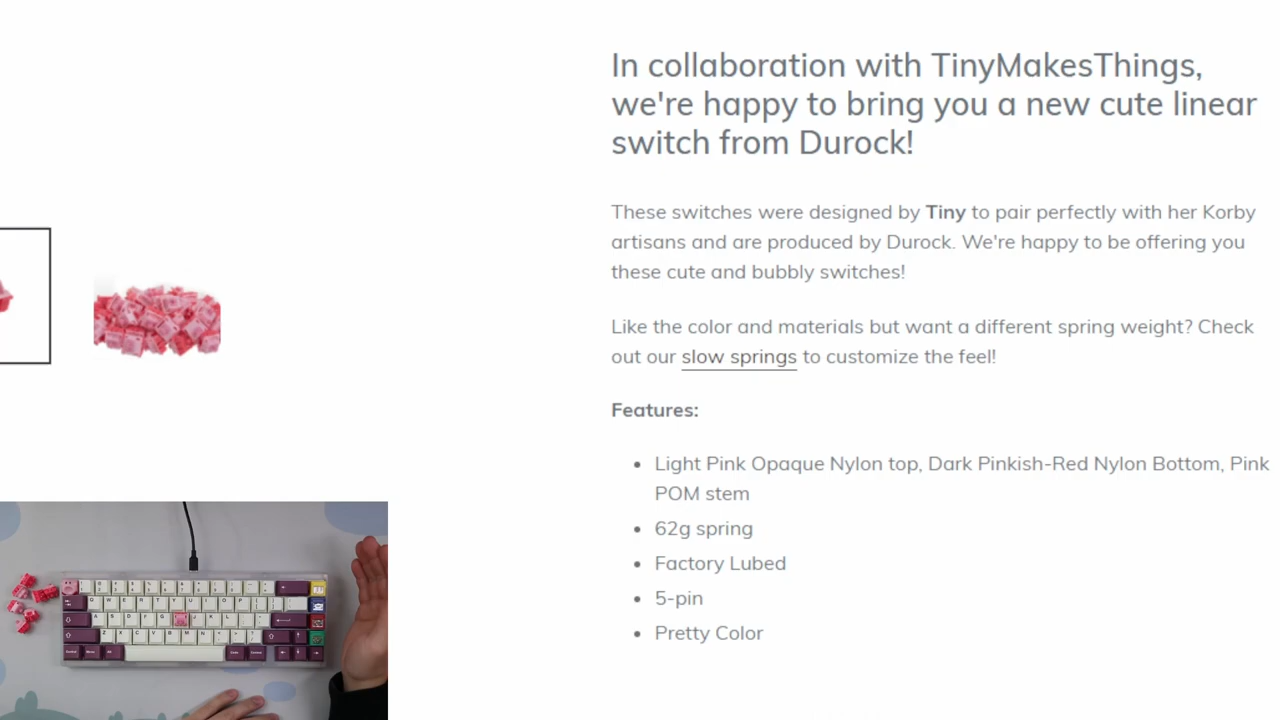 In collaboration with TinyMakesThings,
we're happy to bring you a new cute linear
switch from Durock!
These switches were designed by Tiny to pair perfectly with her Korby
artisans and are produced by Durock. We're happy to be offering you
these cute and bubbly switches!
Like the color and materials but want a different spring weight? Check
out our slow springs to customize the feel!
Features:
Light Pink Opaque Nylon top, Dark Pinkish-Red Nylon Bottom, Pink
POM stem
62g spring
Factory Lubed
5-pin
Pretty Color